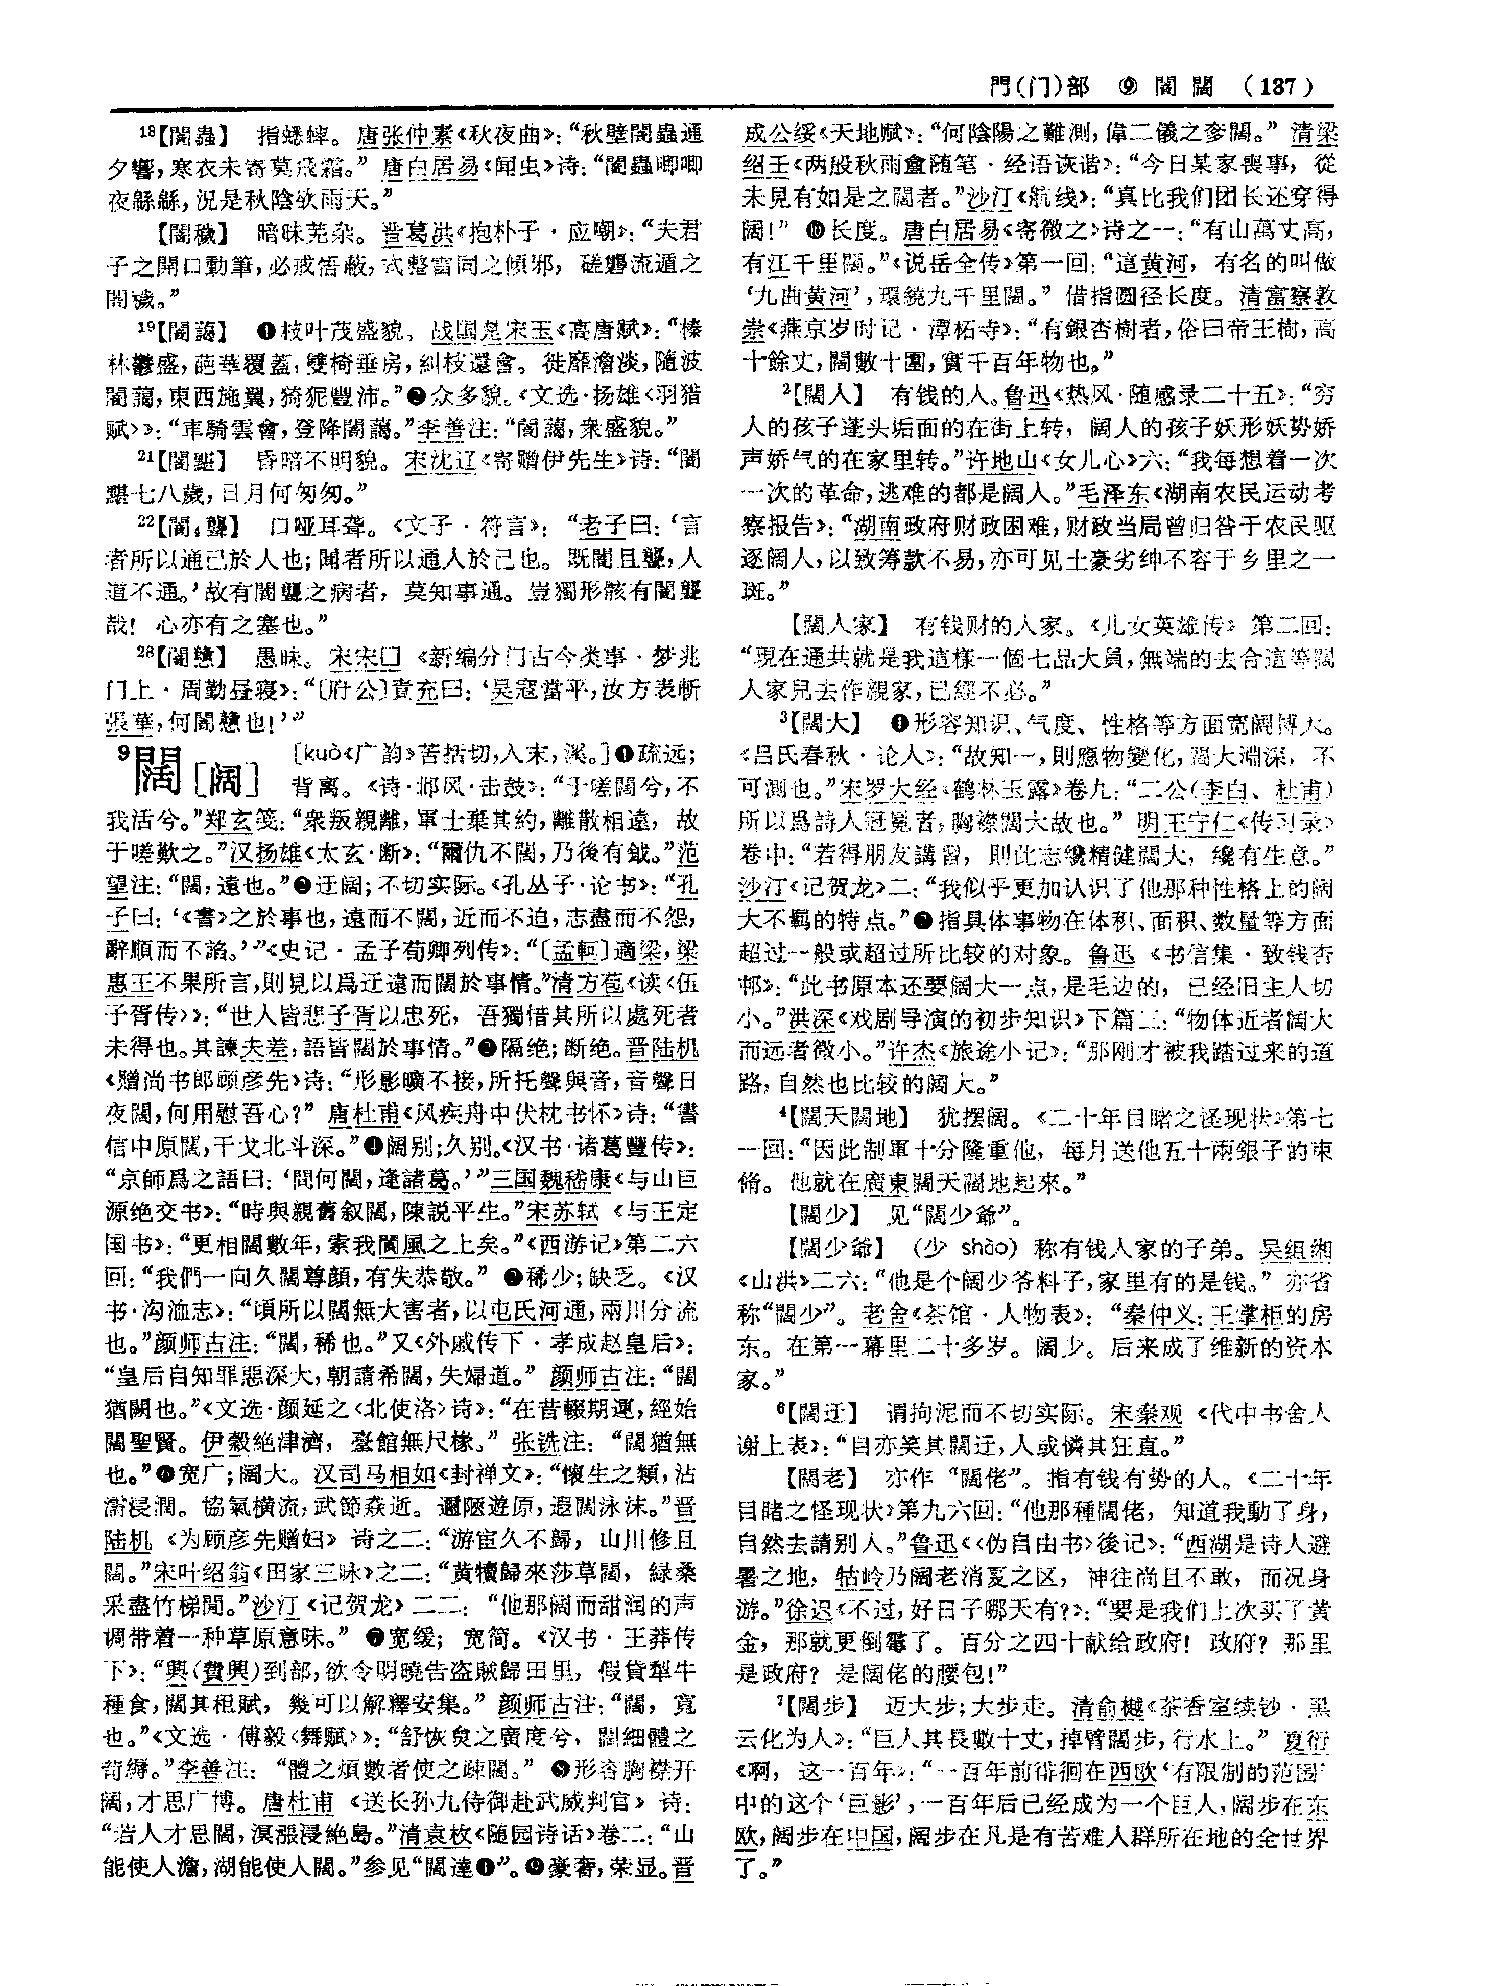 門(门)部 ⑨ 闇 闊 (137)
18【闇蟲】 指蟋蟀。唐张仲素《秋夜曲》：“秋壁闇蟲通
夕響，寒衣未寄莫飛霜。” 唐白居易《闻虫》诗：“闇蟲唧唧
夜緜緜，況是秋陰欲雨天。”
【闇穢】 暗昧芜杂。晋葛洪《抱朴子·应嘲》：“夫君
子之開口動筆，必戒悟蔽，式整雷同之傾邪，磋礱流遁之
闇穢。”
19【闇藹】 ❶枝叶茂盛貌。战国楚宋玉《高唐赋》：“榛
林鬱盛，葩華覆蓋，雙椅垂房，糾枝還會。徙靡澹淡，隨波
闇藹，東西施翼，猗狔豐沛。”❷众多貌。《文选·扬雄〈羽猎
赋〉》：“車騎雲會，登降闇藹。”李善注：“闇藹，衆盛貌。”
21【闇黮】 昏暗不明貌。宋沈辽《寄赠伊先生》诗：“闇
黮七八歲，日月何匆匆。”
22【闇聾】 口哑耳聋。《文子·符言》：“老子曰：‘言
者所以通己於人也；聞者所以通人於己也。既闇且聾，人
道不通。’故有闇聾之病者，莫知事通。豈獨形骸有闇聾
哉！心亦有之塞也。”
28【闇戆】 愚昧。宋宋□《新编分门古今类事·梦兆
门上·周勤昼寝》：“〔府公〕責充曰：‘吴寇當平，汝方表斬
張華，何闇戆也！’”
9闊[阔] [kuò《广韵》苦括切，入末，溪。]❶疏远；
背离。《诗·邶风·击鼓》：“于嗟闊兮，不
我活兮。”郑玄笺：“衆叛親離，軍士棄其約，離散相遠，故
于嗟歎之。”汉扬雄《太玄·断》：“爾仇不闊，乃後有鉞。”范
望注：“闊，遠也。”❷迂阔；不切实际。《孔丛子·论书》：“孔
子曰：‘《書》之於事也，遠而不闊，近而不迫，志盡而不怨，
辭順而不諂。’”《史记·孟子荀卿列传》：“〔孟軻〕適梁，梁
惠王不果所言，則見以爲迂遠而闊於事情。”清方苞《读〈伍
子胥传〉》：“世人皆悲子胥以忠死，吾獨惜其所以處死者
未得也。其諫夫差，語皆闊於事情。”❸隔绝；断绝。晋陆机
《赠尚书郎顾彦先》诗：“形影曠不接，所托聲與音，音聲日
夜闊，何用慰吾心？” 唐杜甫《风疾舟中伏枕书怀》诗：“書
信中原闊，干戈北斗深。”❹阔别；久别。《汉书·诸葛豐传》：
“京師爲之語曰：‘間何闊，逢諸葛。’”三国魏嵇康《与山巨
源绝交书》：“時與親舊叙闊，陳説平生。”宋苏轼《与王定
国书》：“更相闊數年，索我閬風之上矣。”《西游记》第二六
回：“我們一向久闊尊顔，有失恭敬。” ❺稀少；缺乏。《汉
书·沟洫志》：“頃所以闊無大害者，以屯氏河通，兩川分流
也。”颜师古注：“闊，稀也。”又《外戚传下·孝成赵皇后》：
“皇后自知罪惡深大，朝請希闊，失婦道。” 颜师古注：“闊
猶闕也。”《文选·颜延之〈北使洛〉诗》：“在昔輟期運，經始
闊聖賢。伊瀔絶津濟，臺館無尺椽。” 张铣注：“闊猶無
也。”❻宽广；阔大。汉司马相如《封禅文》：“懷生之類，沾
濡浸潤。協氣橫流，武節猋逝。邇陿遊原，遐闊泳沫。”晋
陆机《为顾彦先赠妇》诗之二：“游宦久不歸，山川修且
闊。”宋叶绍翁《田家三咏》之二：“黄犢歸來莎草闊，緑桑
采盡竹梯閒。”沙汀《记贺龙》二二：“他那阔而甜润的声
调带着一种草原意味。” ❼宽缓；宽简。《汉书·王莽传
下》：“興（費興）到部，欲令明曉告盜賊歸田里，假貸犁牛
種食，闊其租賦，幾可以解釋安集。” 颜师古注：“闊，寬
也。”《文选·傅毅〈舞赋〉》：“舒恢炱之廣度兮，闊細體之
苛縟。”李善注：“體之煩數者使之疎闊。” ❽形容胸襟开
阔，才思广博。唐杜甫《送长孙九侍御赴武威判官》诗：
“若人才思闊，溟漲浸絶島。”清袁枚《随园诗话》卷二：“山
能使人澹，湖能使人闊。”参见“闊達❶”。❾豪奢，荣显。晋
成公绥《天地赋》：“何陰陽之難測，偉二儀之奓闊。” 清梁
绍壬《两般秋雨盦随笔·经语诙谐》：“今日某家喪事，從
未見有如是之闊者。”沙汀《航线》：“真比我们团长还穿得
阔！” ❿长度。唐白居易《寄微之》诗之一：“有山萬丈高，
有江千里闊。”《说岳全传》第一回：“這黄河，有名的叫做
‘九曲黄河’，環繞九千里闊。” 借指圆径长度。清富察敦
崇《燕京岁时记·潭柘寺》：“有銀杏樹者，俗曰帝王樹，高
十餘丈，闊數十圍，實千百年物也。”
2【闊人】 有钱的人。鲁迅《热风·随感录二十五》：“穷
人的孩子蓬头垢面的在街上转，阔人的孩子妖形妖势娇
声娇气的在家里转。”许地山《女儿心》六：“我每想着一次
一次的革命，逃难的都是阔人。”毛泽东《湖南农民运动考
察报告》：“湖南政府财政困难，财政当局曾归咎于农民驱
逐阔人，以致筹款不易，亦可见土豪劣绅不容于乡里之一
斑。”
【闊人家】 有钱财的人家。《儿女英雄传》第二回：
“現在通共就是我這樣一個七品大員，無端的去合這等闊
人家兒去作親家，已經不必。”
3【闊大】 ❶形容知识、气度、性格等方面宽阔博大。
《吕氏春秋·论人》：“故知一，則應物變化，闊大淵深，不
可測也。”宋罗大经《鹤林玉露》卷九：“二公（李白、杜甫）
所以爲詩人冠冕者，胸襟闊大故也。” 明王守仁《传习录》
卷中：“若得朋友講習，則此志纔精健闊大，纔有生意。”
沙汀《记贺龙》二：“我似乎更加认识了他那种性格上的阔
大不羁的特点。”❷指具体事物在体积、面积、数量等方面
超过一般或超过所比较的对象。鲁迅《书信集·致钱杏
邨》：“此书原本还要阔大一点，是毛边的，已经旧主人切
小。”洪深《戏剧导演的初步知识》下篇二：“物体近者阔大
而远者微小。”许杰《旅途小记》：“那刚才被我踏过来的道
路，自然也比较的阔大。”
4【闊天闊地】 犹摆阔。《二十年目睹之怪现状》第七
一回：“因此制軍十分隆重他，每月送他五十兩銀子的束
脩。他就在廣東闊天闊地起來。”
【闊少】 见“闊少爺”。
【闊少爺】 （少 shào）称有钱人家的子弟。吴组缃
《山洪》二六：“他是个阔少爷料子，家里有的是钱。” 亦省
称“闊少”。老舍《茶馆·人物表》：“秦仲义：王掌柜的房
东。在第一幕里二十多岁。阔少。后来成了维新的资本
家。”
6【闊迂】 谓拘泥而不切实际。宋秦观《代中书舍人
谢上表》：“自亦笑其闊迂，人或憐其狂直。”
【闊老】 亦作“闊佬”。指有钱有势的人。《二十年
目睹之怪现状》第九六回：“他那種闊佬，知道我動了身，
自然去請别人。”鲁迅《〈伪自由书〉後记》：“西湖是诗人避
暑之地，牯岭乃阔老消夏之区，神往尚且不敢，而况身
游。”徐迟《不过，好日子哪天有？》：“要是我们上次买了黄
金，那就更倒霉了。百分之四十献给政府！政府？那里
是政府？是阔佬的腰包！”
7【闊步】 迈大步；大步走。清俞樾《茶香室续钞·黑
云化为人》：“巨人其長數十丈，掉臂闊步，行水上。” 夏衍
《啊，这一百年》：“一百年前徘徊在西欧‘有限制的范围’
中的这个‘巨影’，一百年后已经成为一个巨人，阔步在东
欧，阔步在中国，阔步在凡是有苦难人群所在地的全世界
了。”